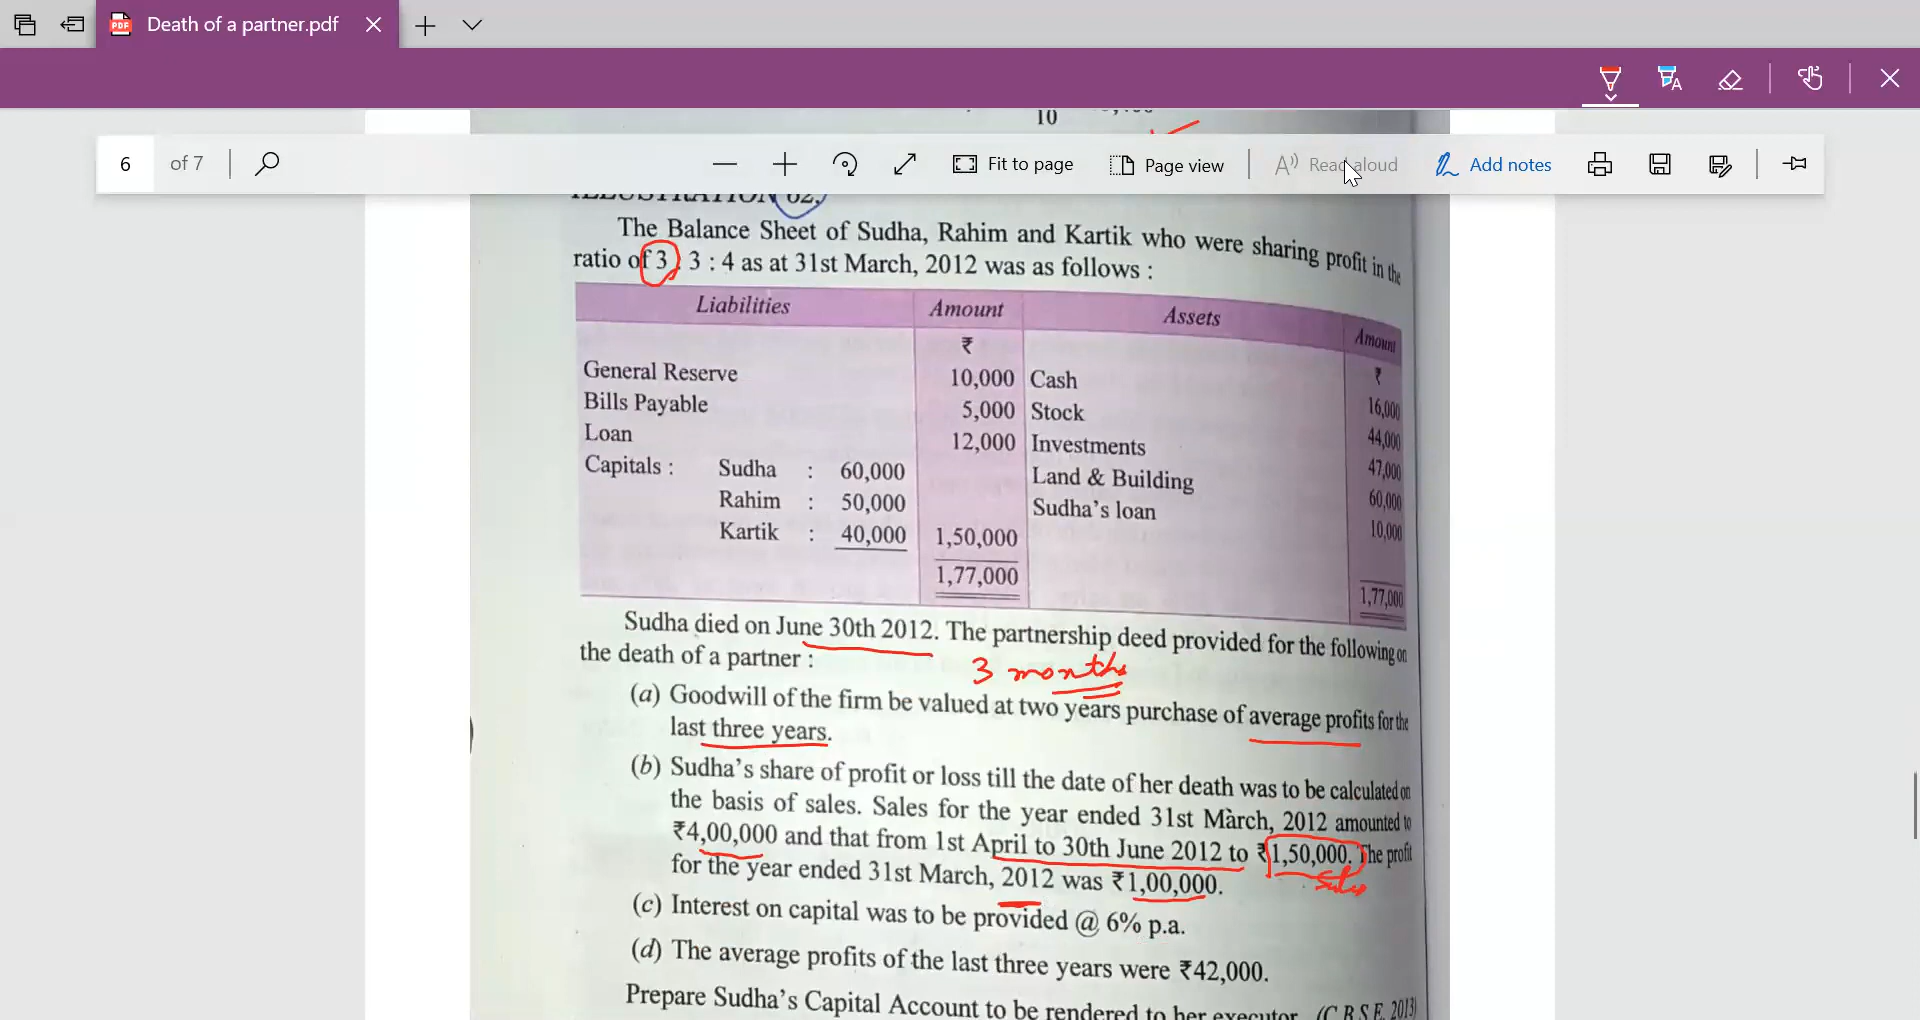 Death of a partner.pdf
6 of 7
Fit to page
Page view
Read aloud
Add notes
10
ILLUSTRATION 62.
The Balance Sheet of Sudha, Rahim and Kartik who were sharing profit in the
ratio of 3 : 3 : 4 as at 31st March, 2012 was as follows :
Liabilities Amount Assets Amount
₹ ₹
General Reserve 10,000 Cash 16,000
Bills Payable 5,000 Stock 44,000
Loan 12,000 Investments 47,000
Capitals : Sudha : 60,000 Land & Building 60,000
Rahim : 50,000 Sudha's loan 10,000
Kartik : 40,000 1,50,000
1,77,000 1,77,000
Sudha died on June 30th 2012. The partnership deed provided for the following on
the death of a partner :
3 months
(a) Goodwill of the firm be valued at two years purchase of average profits for the
last three years.
(b) Sudha's share of profit or loss till the date of her death was to be calculated on
the basis of sales. Sales for the year ended 31st March, 2012 amounted to
₹4,00,000 and that from 1st April to 30th June 2012 to ₹1,50,000. The profit
for the year ended 31st March, 2012 was ₹1,00,000.
Sales
(c) Interest on capital was to be provided @ 6% p.a.
(d) The average profits of the last three years were ₹42,000.
Prepare Sudha's Capital Account to be rendered to her executor. (C.B.S.E. 2013)